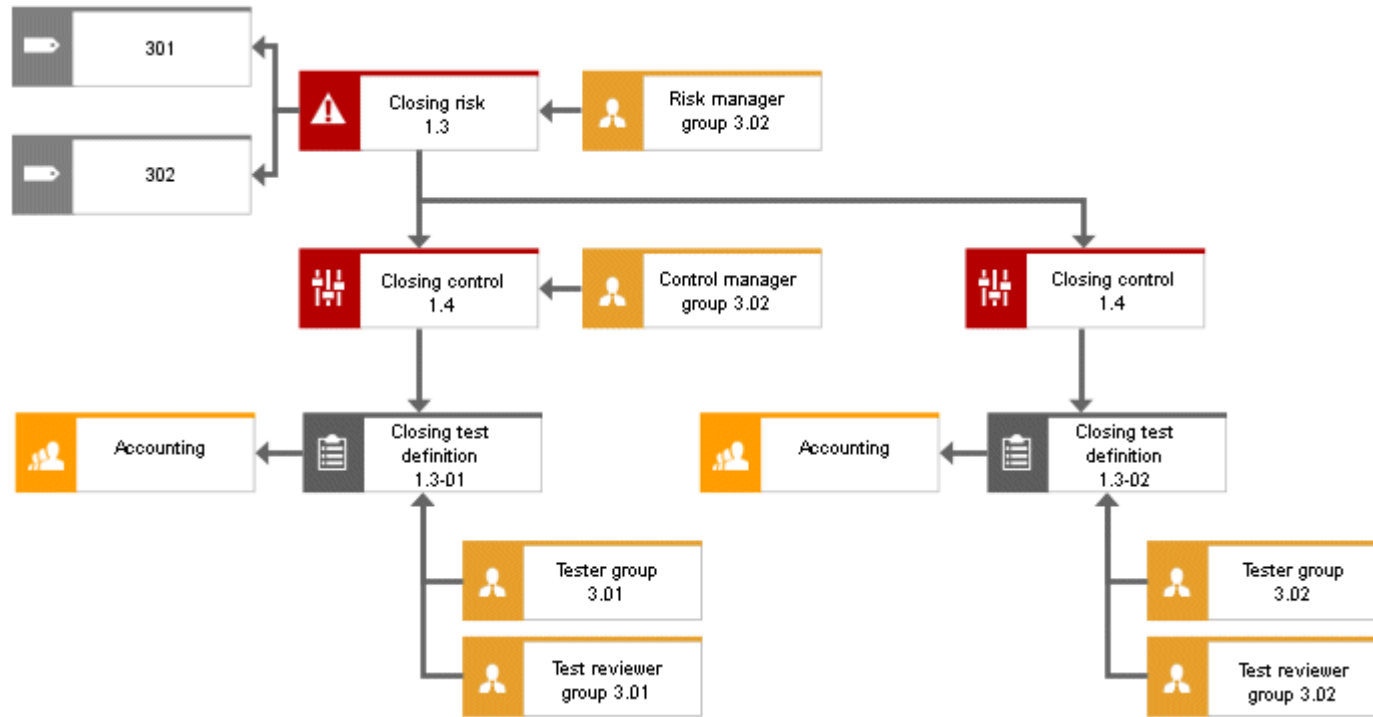 301
Closing risk
1.3
Risk manager
group 3.02
302
Closing control
1.4
Control manager
group 3.02
Closing control
1.4
Accounting
Closing test
definition
1.3-01
Accounting
Closing test
definition
1.3-02
Tester group
3.01
Tester group
3.02
Test reviewer
group 3.01
Test reviewer
group 3.02